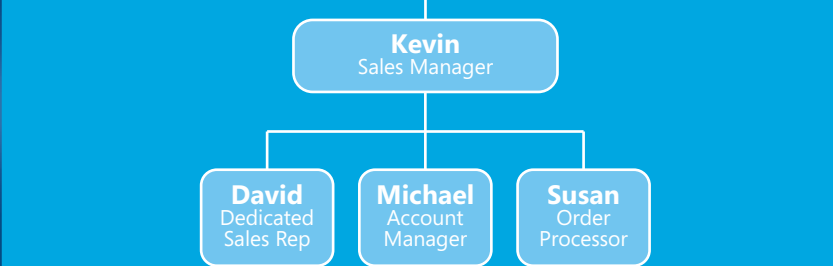 Kevin
Sales Manager
David
Dedicated
Sales Rep
Michael
Account
Manager
Susan
Order
Processor